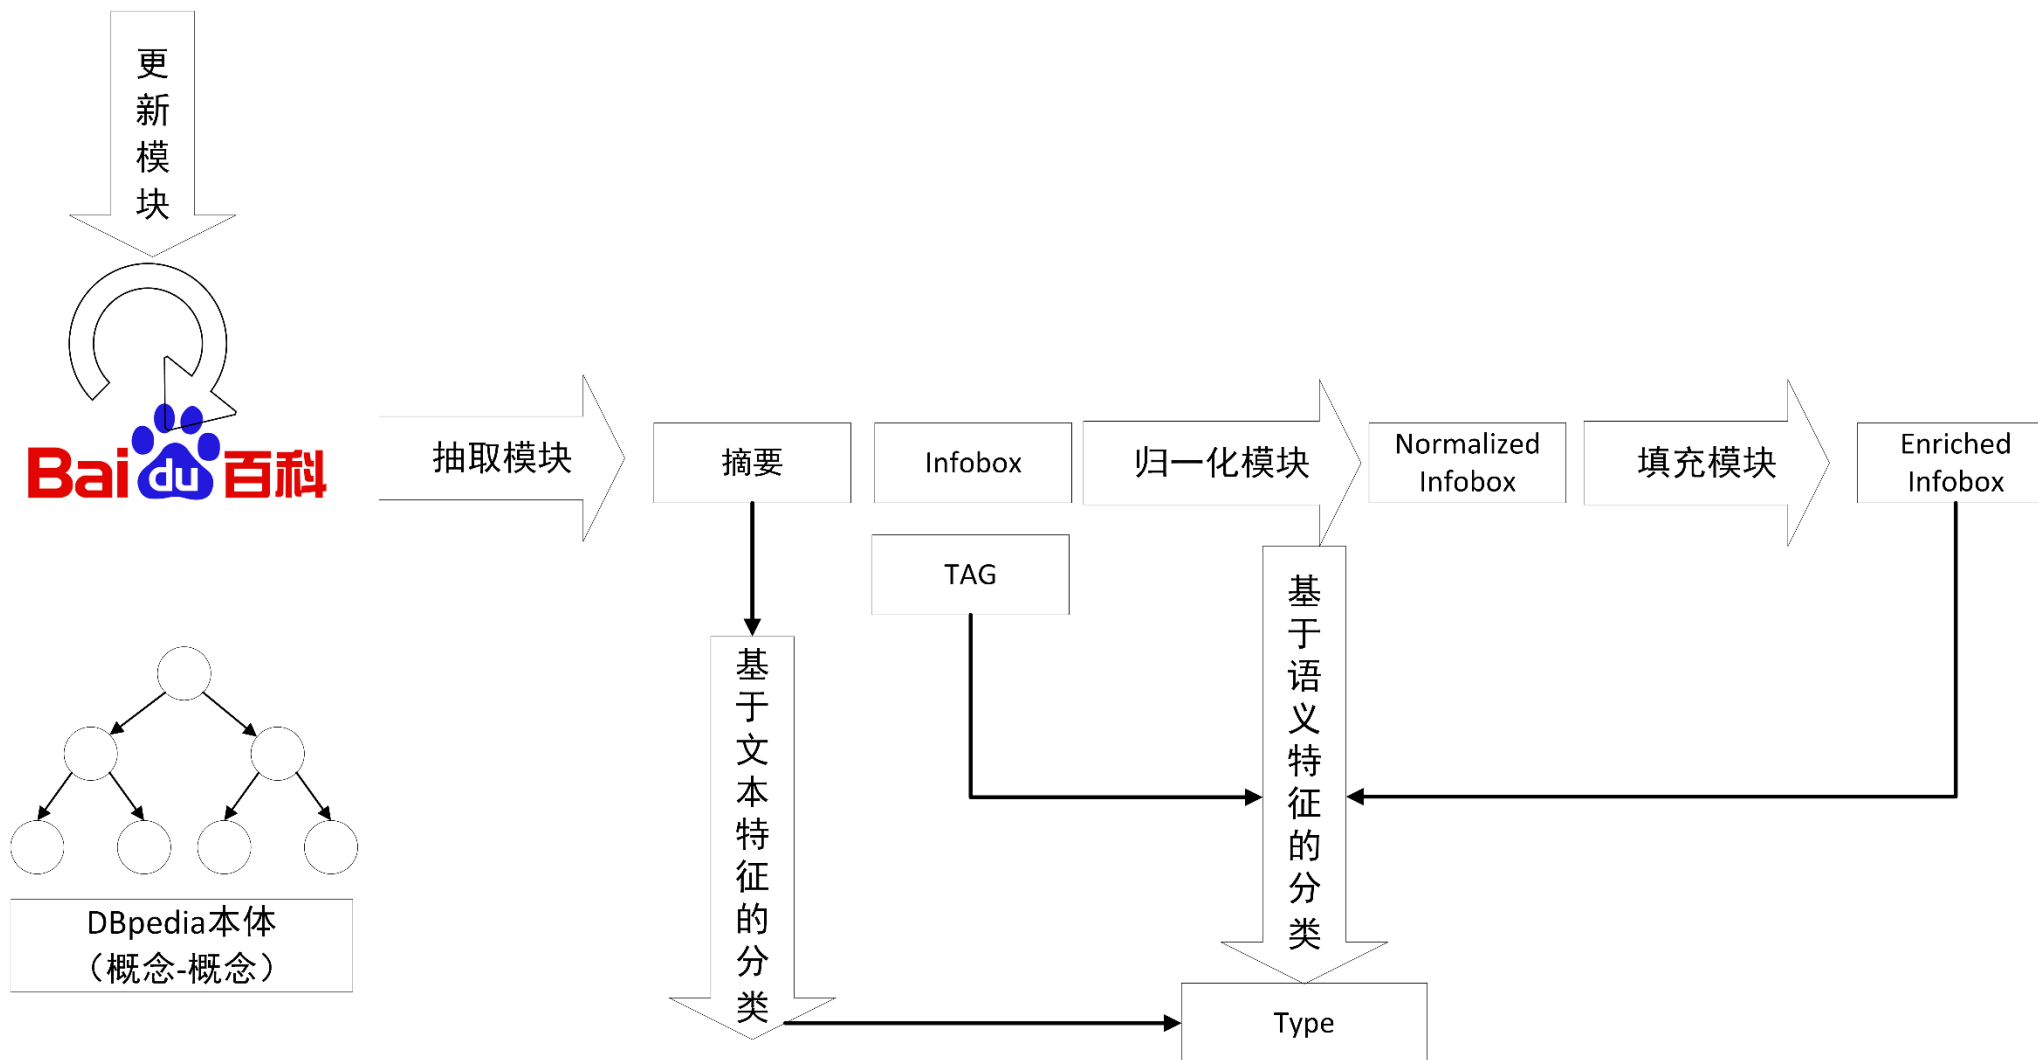 更新模块
Baidu百科
抽取模块
摘要
Infobox
归一化模块
Normalized
Infobox
填充模块
Enriched
Infobox
TAG
基于文本特征的分类
基于语义特征的分类
DBpedia本体
（概念-概念）
Type